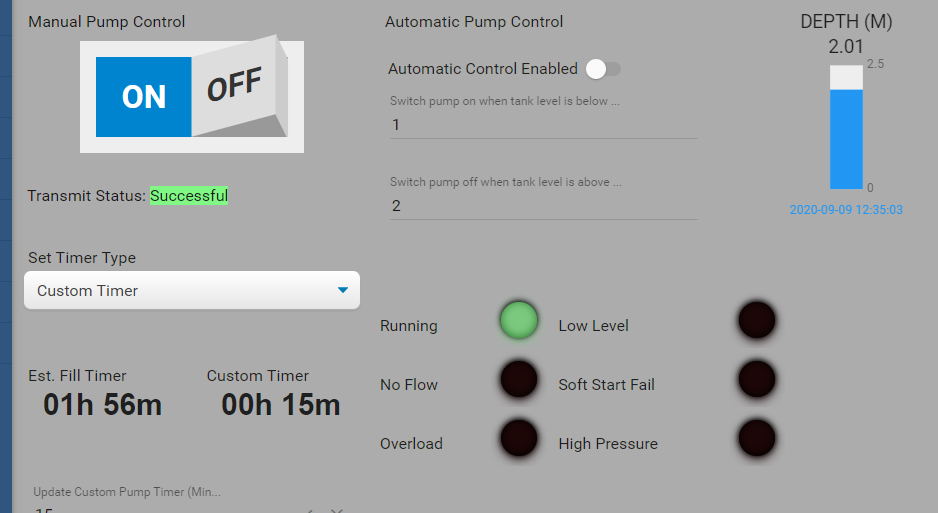 Manual Pump Control
ON
OFF
Transmit Status: Successful
Set Timer Type
Custom Timer
Est. Fill Timer
01h 56m
Custom Timer
00h 15m
Update Custom Pump Timer (Min...
15
Automatic Pump Control
Automatic Control Enabled
Switch pump on when tank level is below ...
1
Switch pump off when tank level is above ...
2
Running
Low Level
No Flow
Soft Start Fail
Overload
High Pressure
DEPTH (M)
2.01
2.5
0
2020-09-09 12:35:03